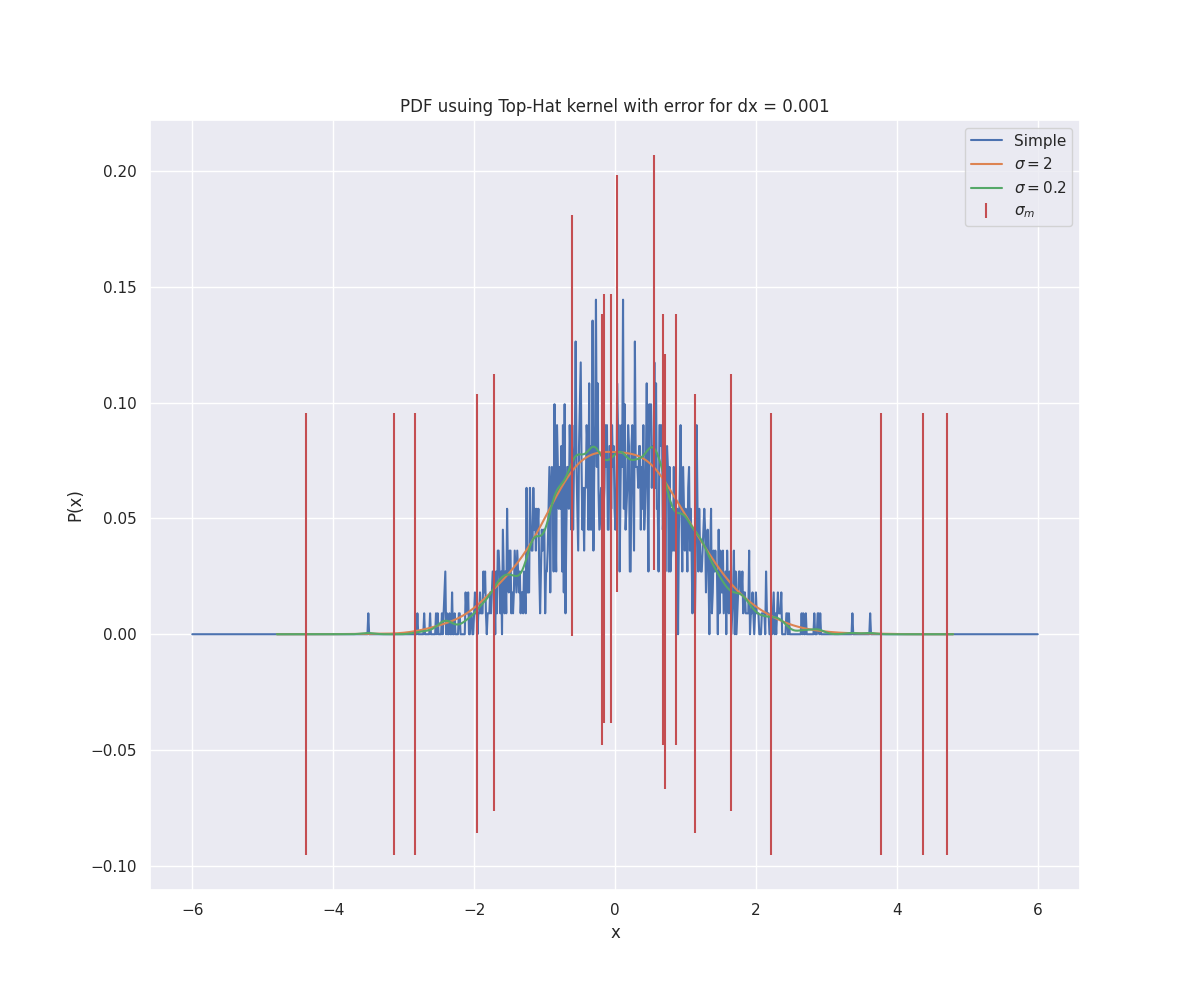 PDF usuing Top-Hat kernel with error for dx = 0.001
Simple
σ = 2
σ = 0.2
σ_m
P(x)
0.20
0.15
0.10
0.05
0.00
−0.05
−0.10
−6
−4
−2
0
2
4
6
x